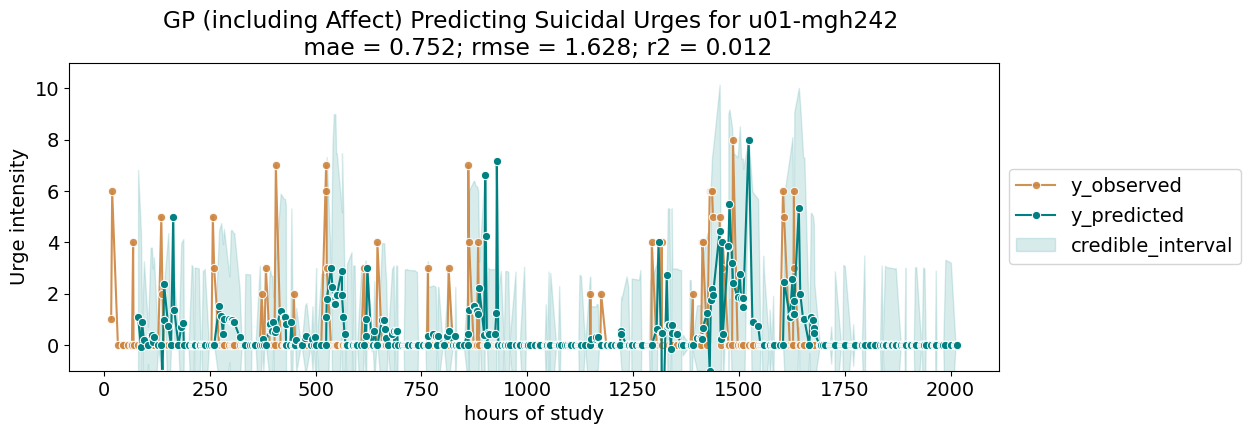 GP (including Affect) Predicting Suicidal Urges for u01-mgh242
mae = 0.752; rmse = 1.628; r2 = 0.012
Urge intensity
10
8
6
4
2
0
0
250
500
750
1000
1250
1500
1750
2000
hours of study
y_observed
y_predicted
credible_interval